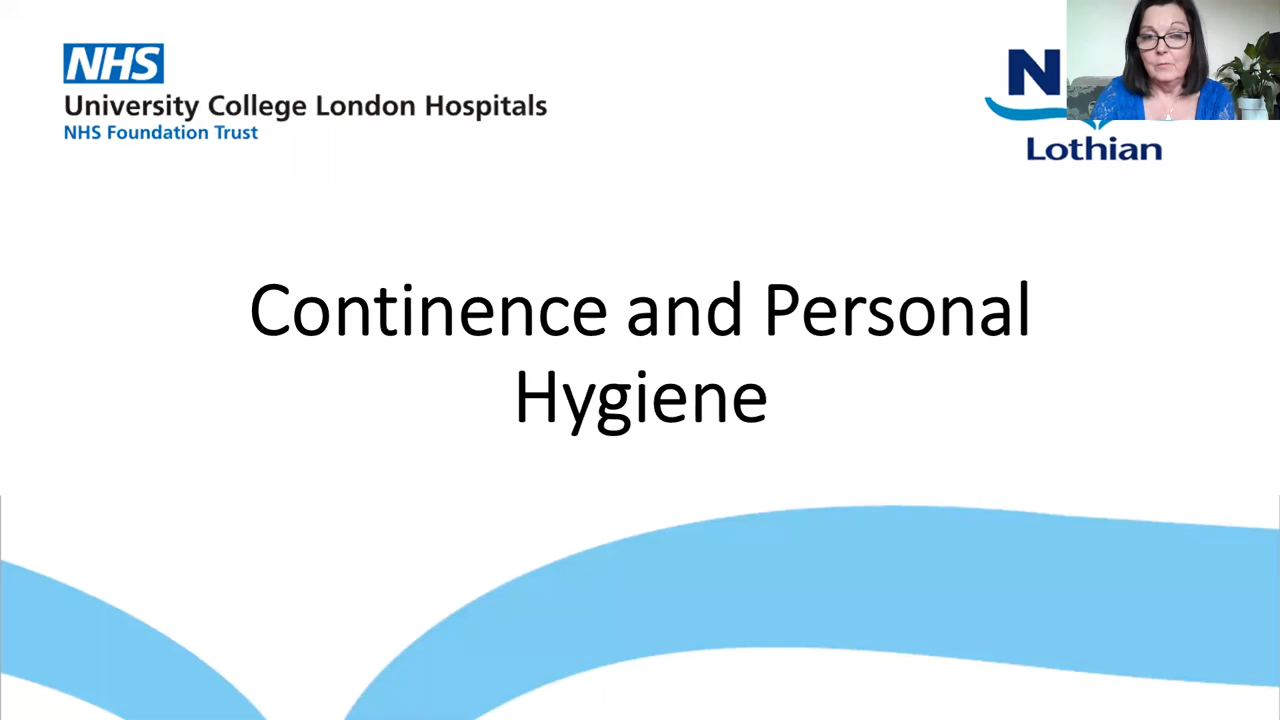 NHS
University College London Hospitals
NHS Foundation Trust
N
Lothian
Continence and Personal
Hygiene